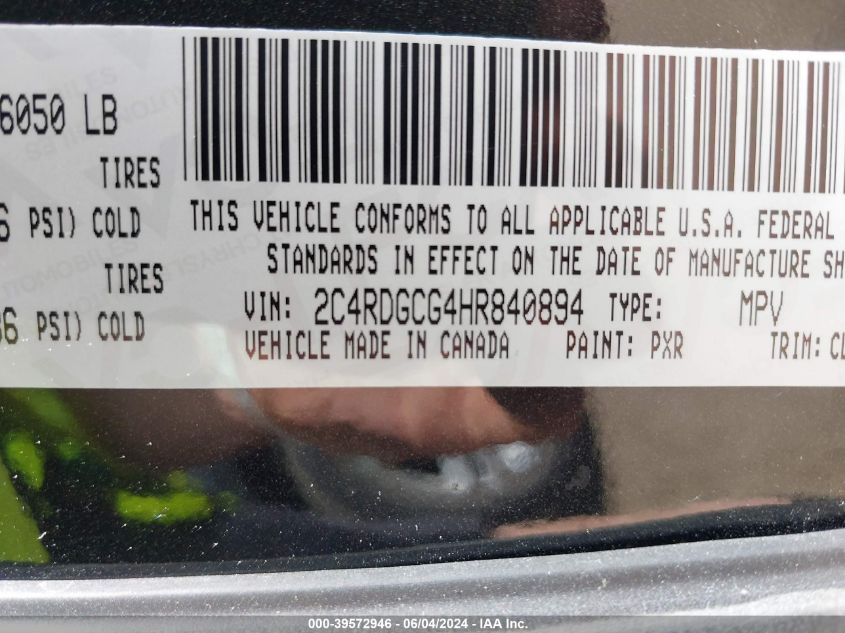 6050 LB
TIRES
6 PSI) COLD
THIS VEHICLE CONFORMS TO ALL APPLICABLE U.S.A. FEDERAL
STANDARDS IN EFFECT ON THE DATE OF MANUFACTURE SH
TIRES
36 PSI) COLD
VIN: 2C4RDGCG4HR840894 TYPE: MPV
VEHICLE MADE IN CANADA PAINT: PXR TRIM: CL
000-39572946 - 06/04/2024 - IAA Inc.